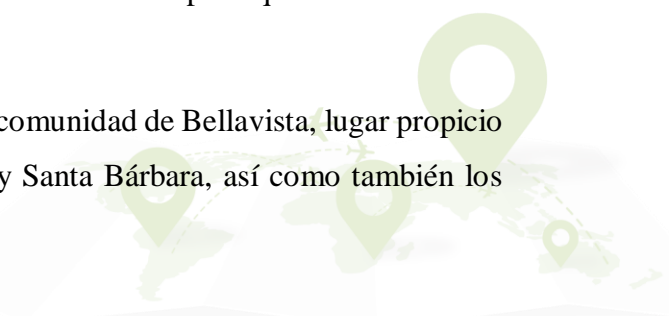 comunidad de Bellavista, lugar propicio
y Santa Bárbara, así como también los